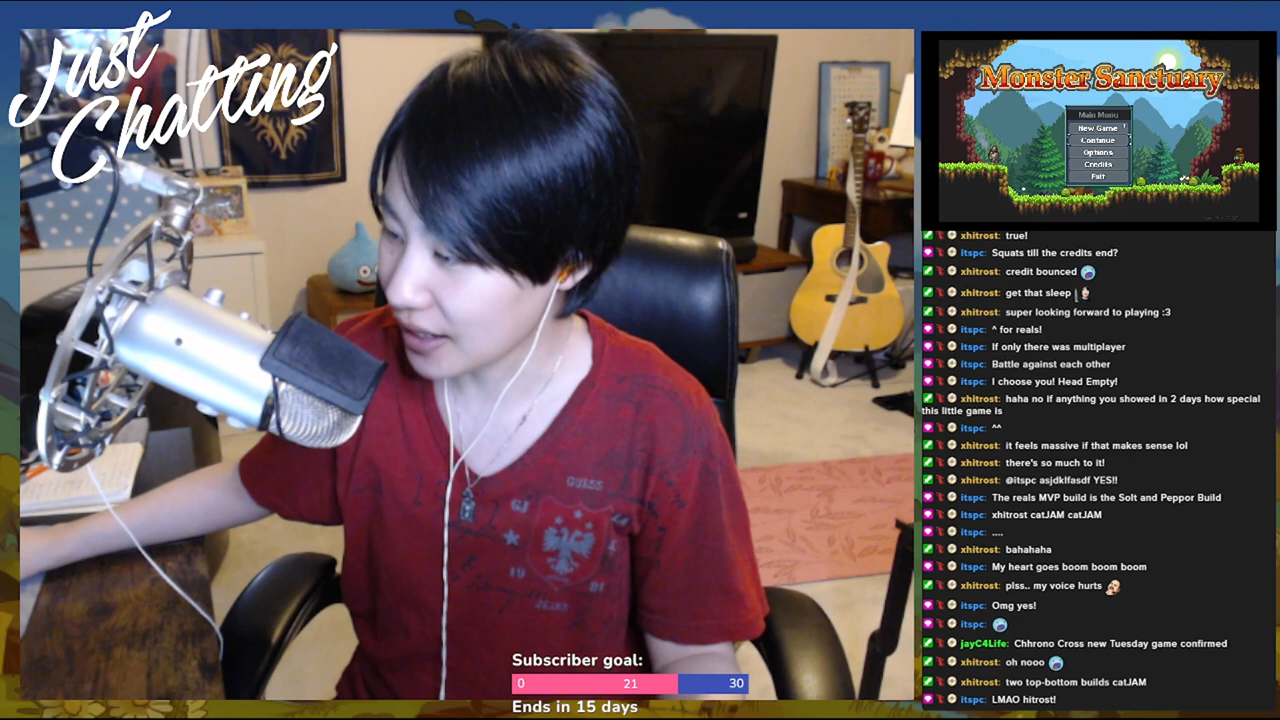 Just
Chatting
Monster Sanctuary
Main Menu
New Game
Continue
Options
Credits
Exit
xhitrost: true!
itspc: Squats till the credits end?
xhitrost: credit bounced
xhitrost: get that sleep
xhitrost: super looking forward to playing :3
itspc: ^ for reals!
itspc: If only there was multiplayer
itspc: Battle against each other
itspc: I choose you! Head Empty!
xhitrost: haha no if anything you showed in 2 days how special
this little game is
itspc: ^^
xhitrost: it feels massive if that makes sense lol
xhitrost: there's so much to it!
xhitrost: @itspc asjdklfasdf YES!!
itspc: The reals MVP build is the Solt and Peppor Build
itspc: xhitrost catJAM catJAM
itspc: ....
xhitrost: bahahaha
itspc: My heart goes boom boom boom
xhitrost: plss.. my voice hurts
itspc: Omg yes!
itspc:
jayC4Life: Chhrono Cross new Tuesday game confirmed
xhitrost: oh nooo
xhitrost: two top-bottom builds catJAM
itspc: LMAO hitrost!
GUESS
GJ
19 81
JEANS
Subscriber goal:
0 21 30
Ends in 15 days